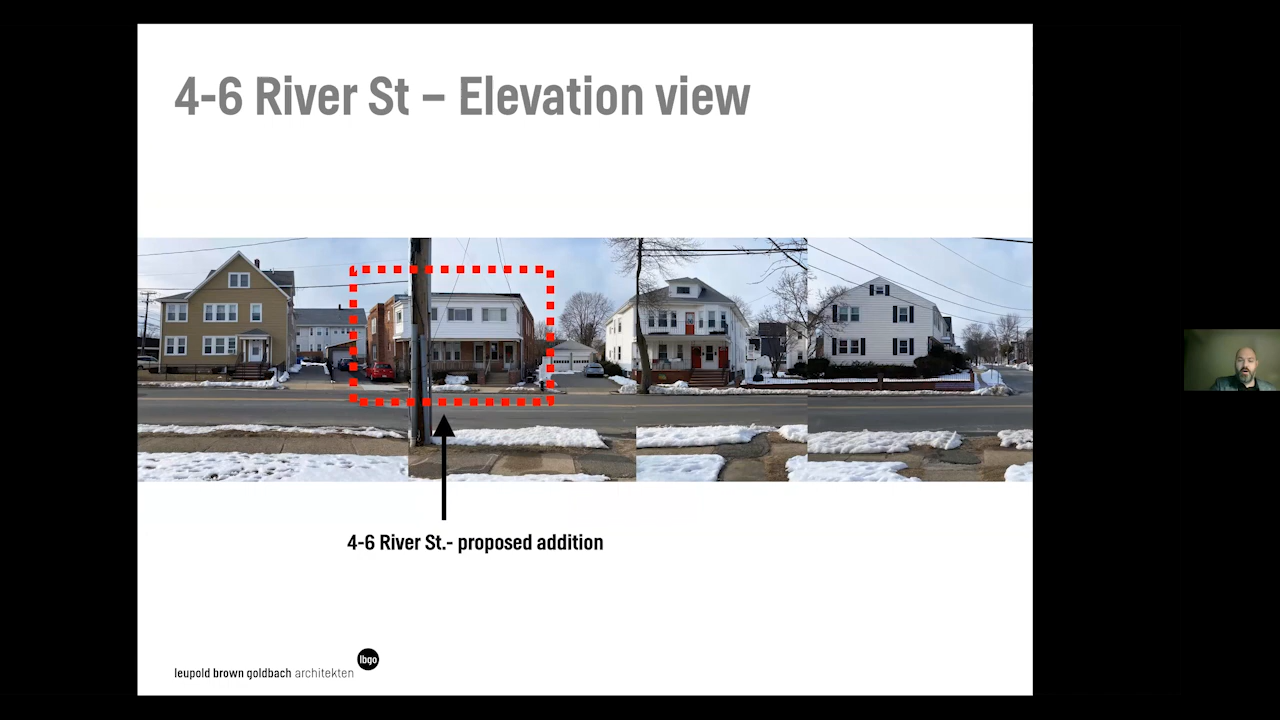 4-6 River St – Elevation view
4-6 River St.- proposed addition
lbgo
leupold brown goldbach architekten